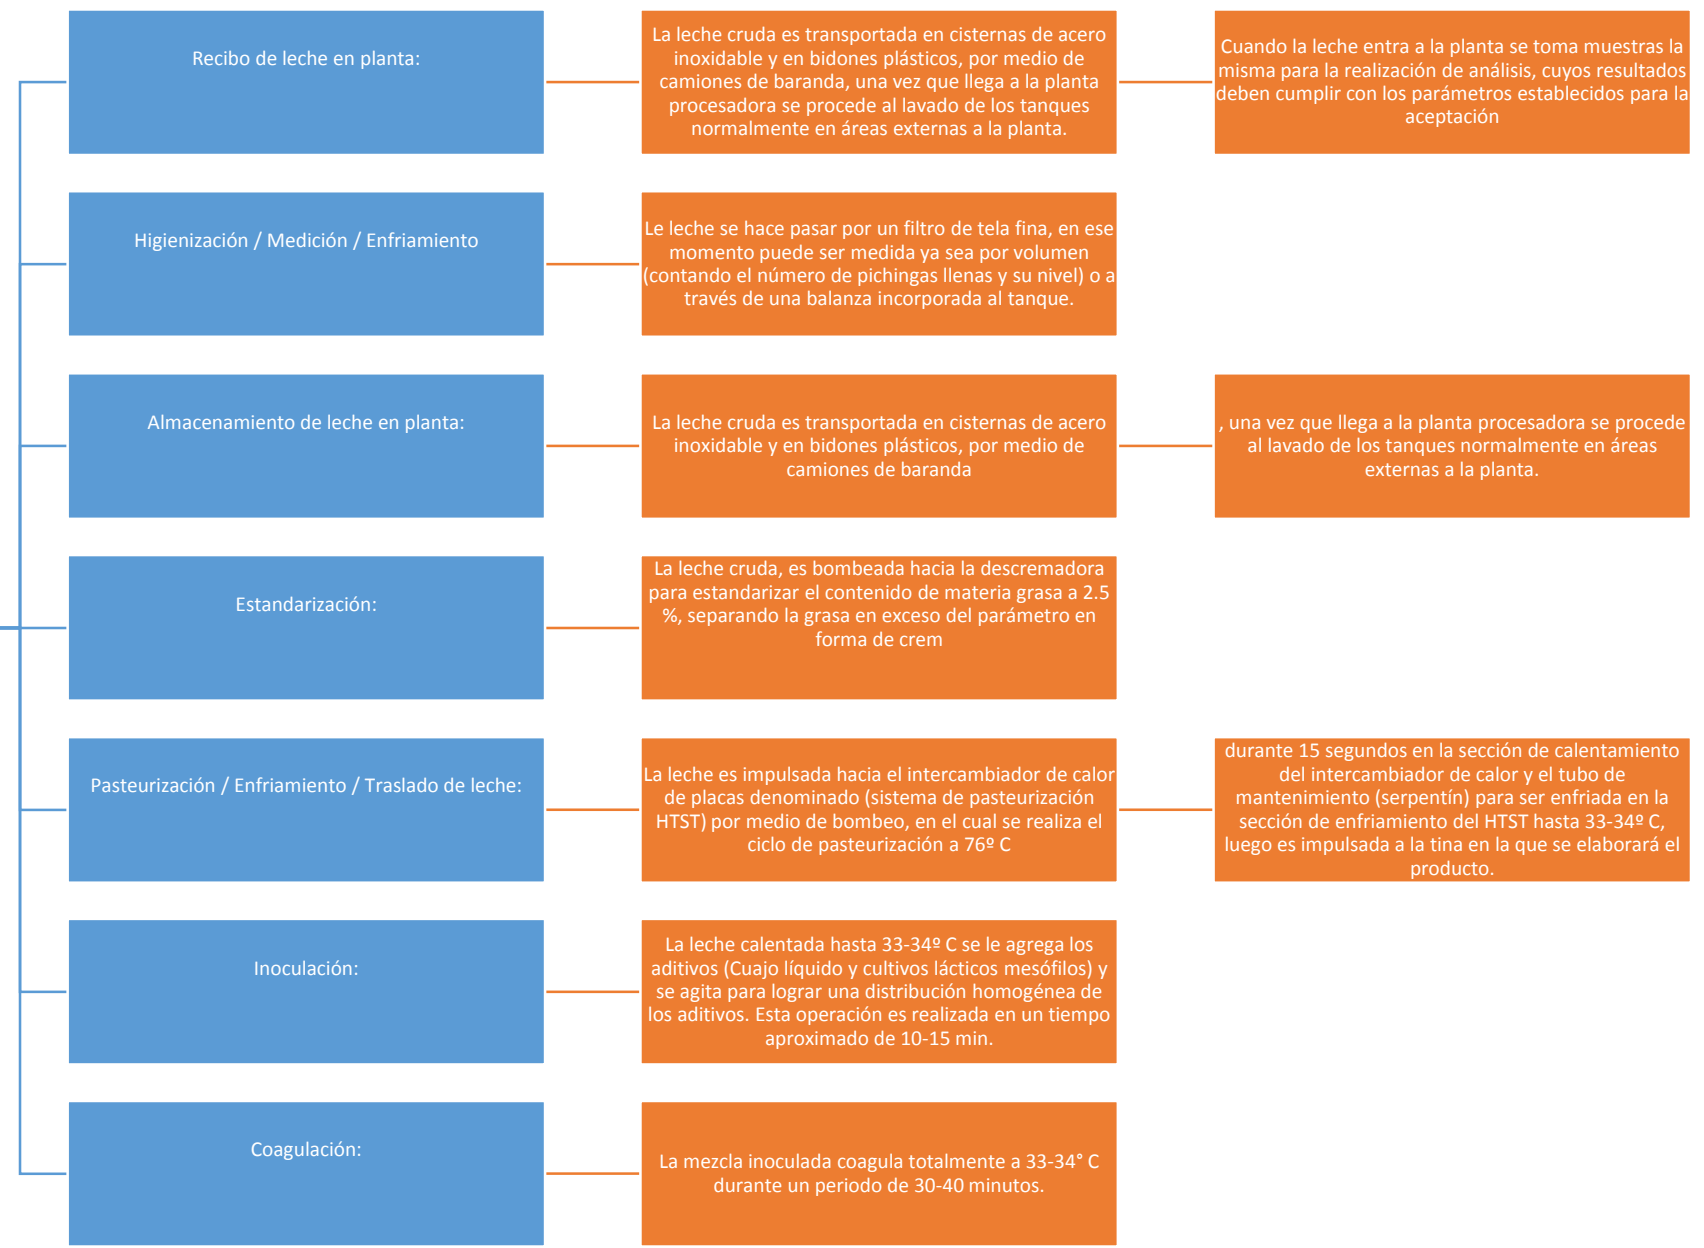 Recibo de leche en planta:
La leche cruda es transportada en cisternas de acero
inoxidable y en bidones plásticos, por medio de
camiones de baranda, una vez que llega a la planta
procesadora se procede al lavado de los tanques
normalmente en áreas externas a la planta.
Cuando la leche entra a la planta se toma muestras la
misma para la realización de análisis, cuyos resultados
deben cumplir con los parámetros establecidos para la
aceptación
Higienización / Medición / Enfriamiento
Le leche se hace pasar por un filtro de tela fina, en ese
momento puede ser medida ya sea por volumen
(contando el número de pichingas llenas y su nivel) o a
través de una balanza incorporada al tanque.
Almacenamiento de leche en planta:
La leche cruda es transportada en cisternas de acero
inoxidable y en bidones plásticos, por medio de
camiones de baranda
, una vez que llega a la planta procesadora se procede
al lavado de los tanques normalmente en áreas
externas a la planta.
Estandarización:
La leche cruda, es bombeada hacia la descremadora
para estandarizar el contenido de materia grasa a 2.5
%, separando la grasa en exceso del parámetro en
forma de crem
Pasteurización / Enfriamiento / Traslado de leche:
La leche es impulsada hacia el intercambiador de calor
de placas denominado (sistema de pasteurización
HTST) por medio de bombeo, en el cual se realiza el
ciclo de pasteurización a 76º C
durante 15 segundos en la sección de calentamiento
del intercambiador de calor y el tubo de
mantenimiento (serpentín) para ser enfriada en la
sección de enfriamiento del HTST hasta 33-34º C,
luego es impulsada a la tina en la que se elaborará el
producto.
Inoculación:
La leche calentada hasta 33-34º C se le agrega los
aditivos (Cuajo líquido y cultivos lácticos mesófilos) y
se agita para lograr una distribución homogénea de
los aditivos. Esta operación es realizada en un tiempo
aproximado de 10-15 min.
Coagulación:
La mezcla inoculada coagula totalmente a 33-34° C
durante un periodo de 30-40 minutos.